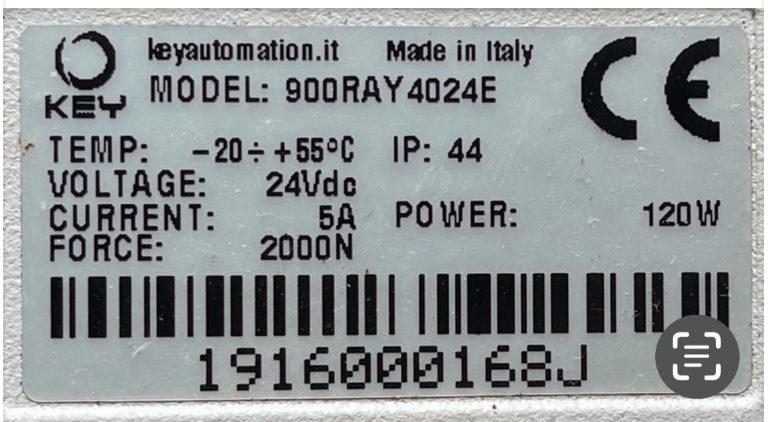 keyautomation.it Made in Italy
KEY MODEL: 900RAY4024E CE
TEMP: -20÷+55°C IP: 44
VOLTAGE: 24Vdc
CURRENT: 5A POWER: 120W
FORCE: 2000N
1916000168J